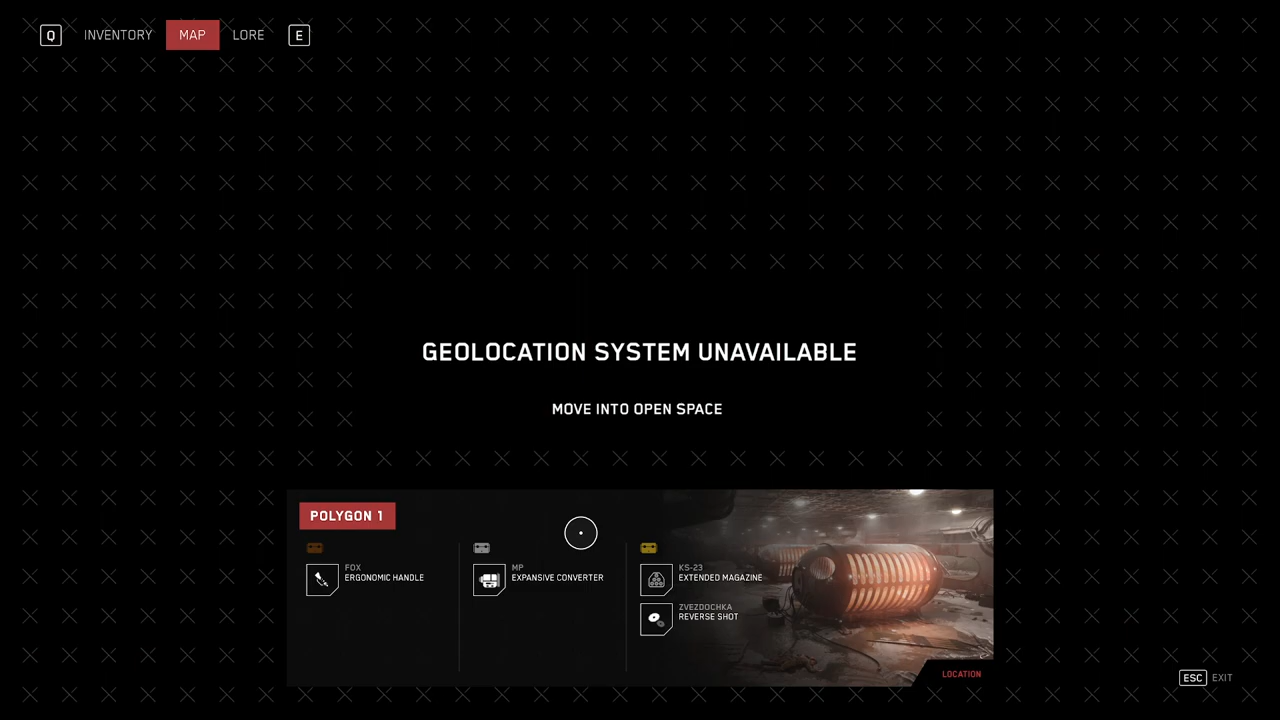 Q INVENTORY MAP LORE E
GEOLOCATION SYSTEM UNAVAILABLE
MOVE INTO OPEN SPACE
POLYGON 1
FOX
ERGONOMIC HANDLE
MP
EXPANSIVE CONVERTER
KS-23
EXTENDED MAGAZINE
ZVEZDOCHKA
REVERSE SHOT
LOCATION
ESC EXIT